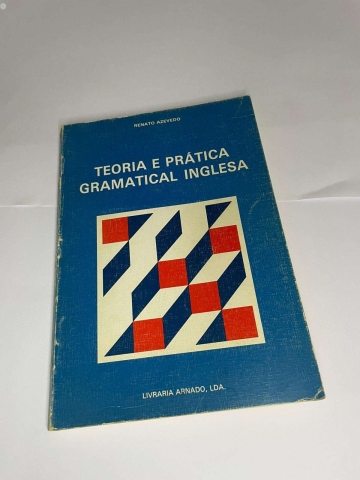 RENATO AZEVEDO
TEORIA E PRÁTICA
GRAMATICAL INGLESA
LIVRARIA ARNADO, LDA.